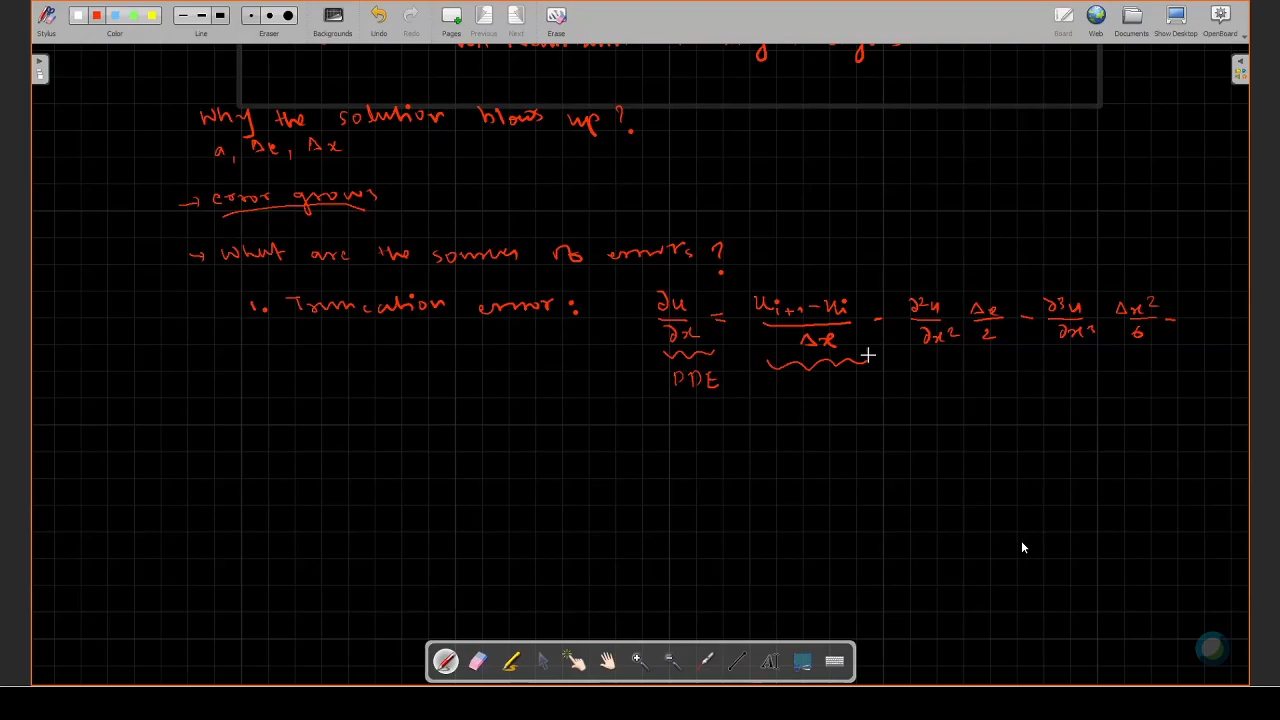 Stylus Color Line Eraser Backgrounds Undo Redo Pages Previous Next Erase Board Web Documents Show Desktop OpenBoard
Why the solution blows up?
a, Δt, Δx
→ error grows
→ What are the sources of errors?
1. Truncation error: ∂u/∂x = (u_{i+1} - u_i)/Δx - ∂²u/∂x² Δx/2 - ∂³u/∂x³ Δx²/6 -
PDE